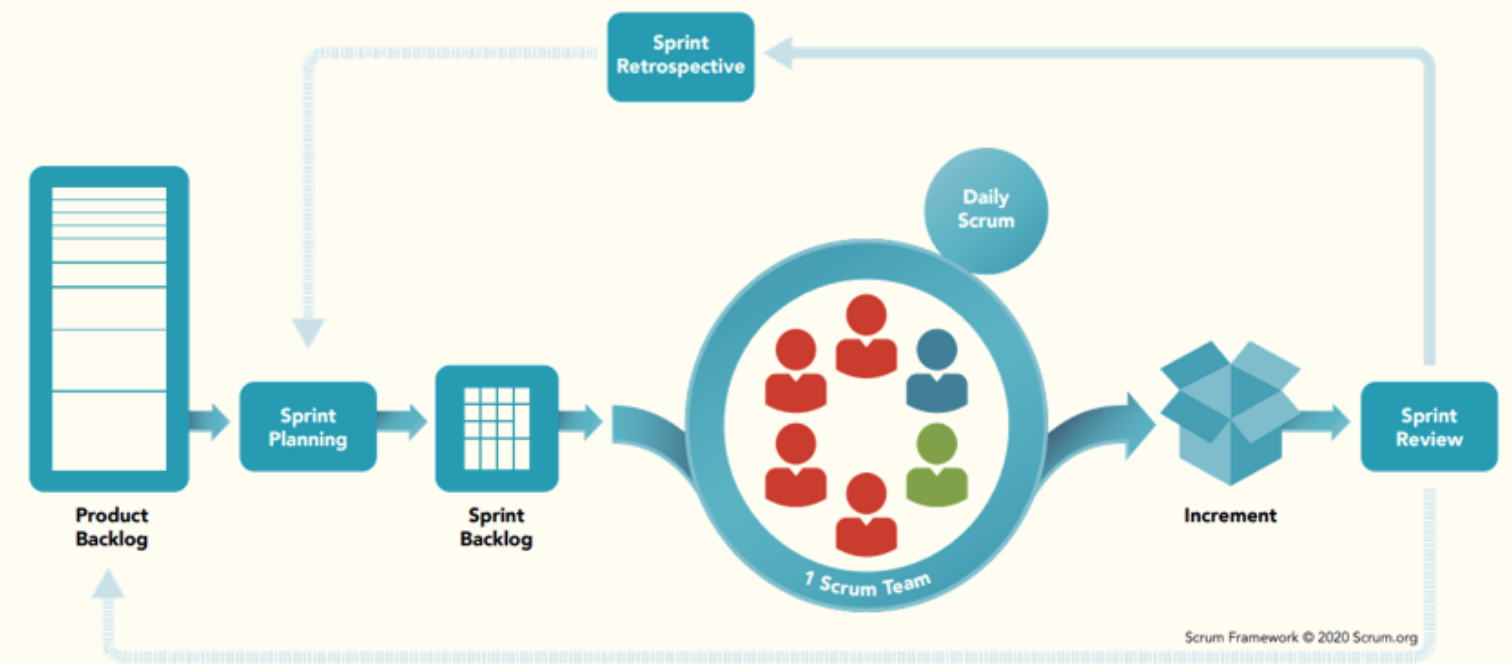 Sprint
Retrospective
Daily
Scrum
Sprint
Planning
Sprint
Review
Product
Backlog
Sprint
Backlog
1 Scrum Team
Increment
Scrum Framework © 2020 Scrum.org